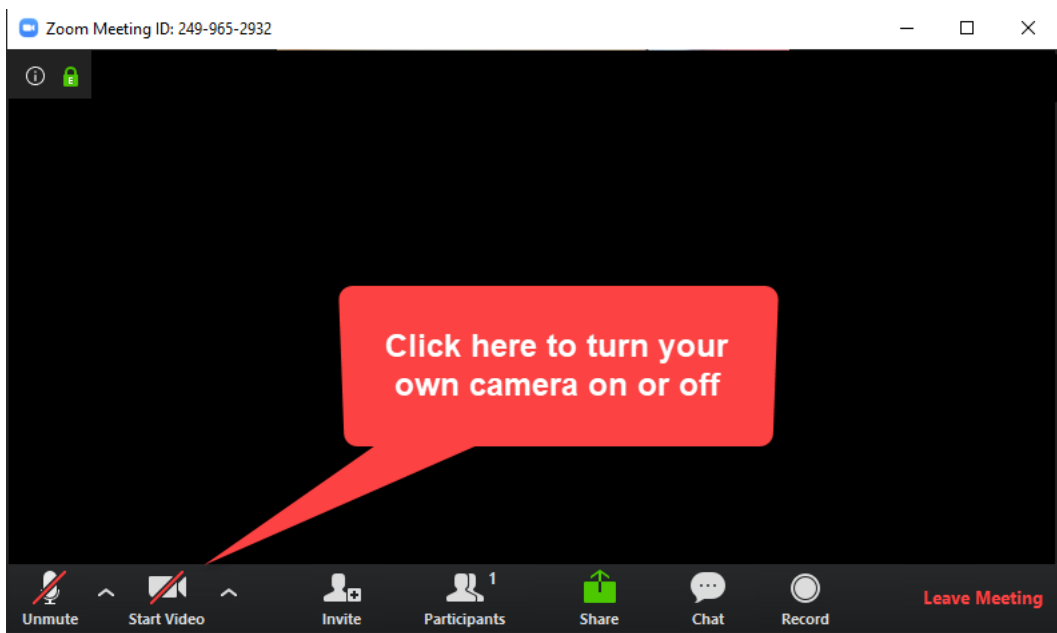 Zoom Meeting ID: 249-965-2932
E
Click here to turn your
own camera on or off
1
Unmute Start Video Invite Participants Share Chat Record Leave Meeting